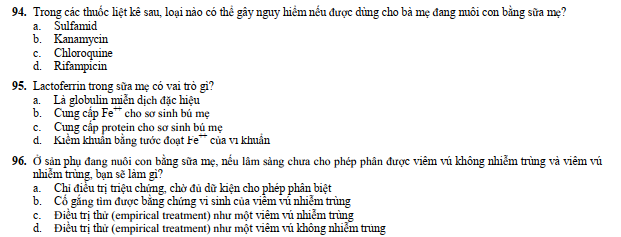 94. Trong các thuốc liệt kê sau, loại nào có thể gây nguy hiểm nếu được dùng cho bà mẹ đang nuôi con bằng sữa mẹ?
a. Sulfamid
b. Kanamycin
c. Chloroquine
d. Rifampicin
95. Lactoferrin trong sữa mẹ có vai trò gì?
a. Là globulin miễn dịch đặc hiệu
b. Cung cấp Fe⁺⁺ cho sơ sinh bú mẹ
c. Cung cấp protein cho sơ sinh bú mẹ
d. Kiềm khuẩn bằng tước đoạt Fe⁺⁺ của vi khuẩn
96. Ở sản phụ đang nuôi con bằng sữa mẹ, nếu lâm sàng chưa cho phép phân được viêm vú không nhiễm trùng và viêm vú
nhiễm trùng, bạn sẽ làm gì?
a. Chỉ điều trị triệu chứng, chờ đủ dữ kiện cho phép phân biệt
b. Cố gắng tìm được bằng chứng vi sinh của viêm vú nhiễm trùng
c. Điều trị thử (empirical treatment) như một viêm vú nhiễm trùng
d. Điều trị thử (empirical treatment) như một viêm vú không nhiễm trùng